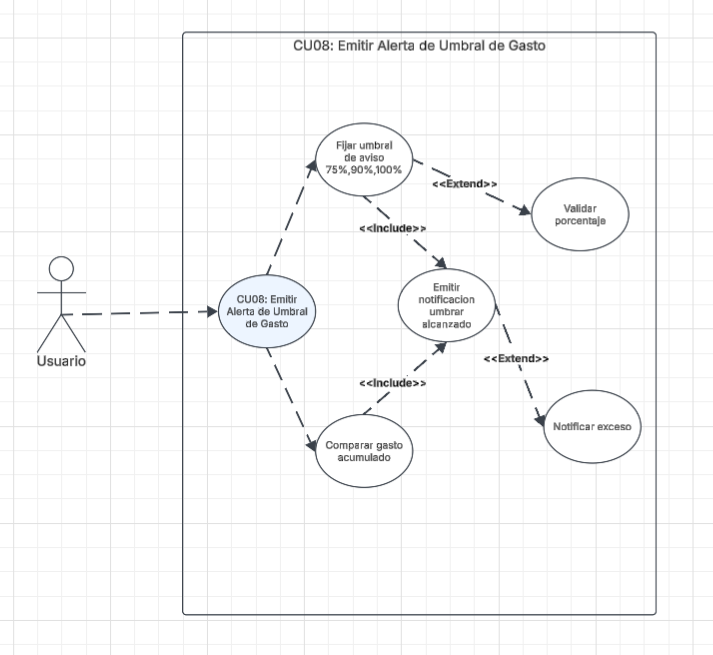 CU08: Emitir Alerta de Umbral de Gasto
Fijar umbral
de aviso
75%,90%,100%
<<Extend>>
Validar
porcentaje
<<Include>>
CU08: Emitir
Alerta de Umbral
de Gasto
Emitir
notificacion
umbrar
alcanzado
Usuario
<<Extend>>
<<Include>>
Comparar gasto
acumulado
Notificar exceso